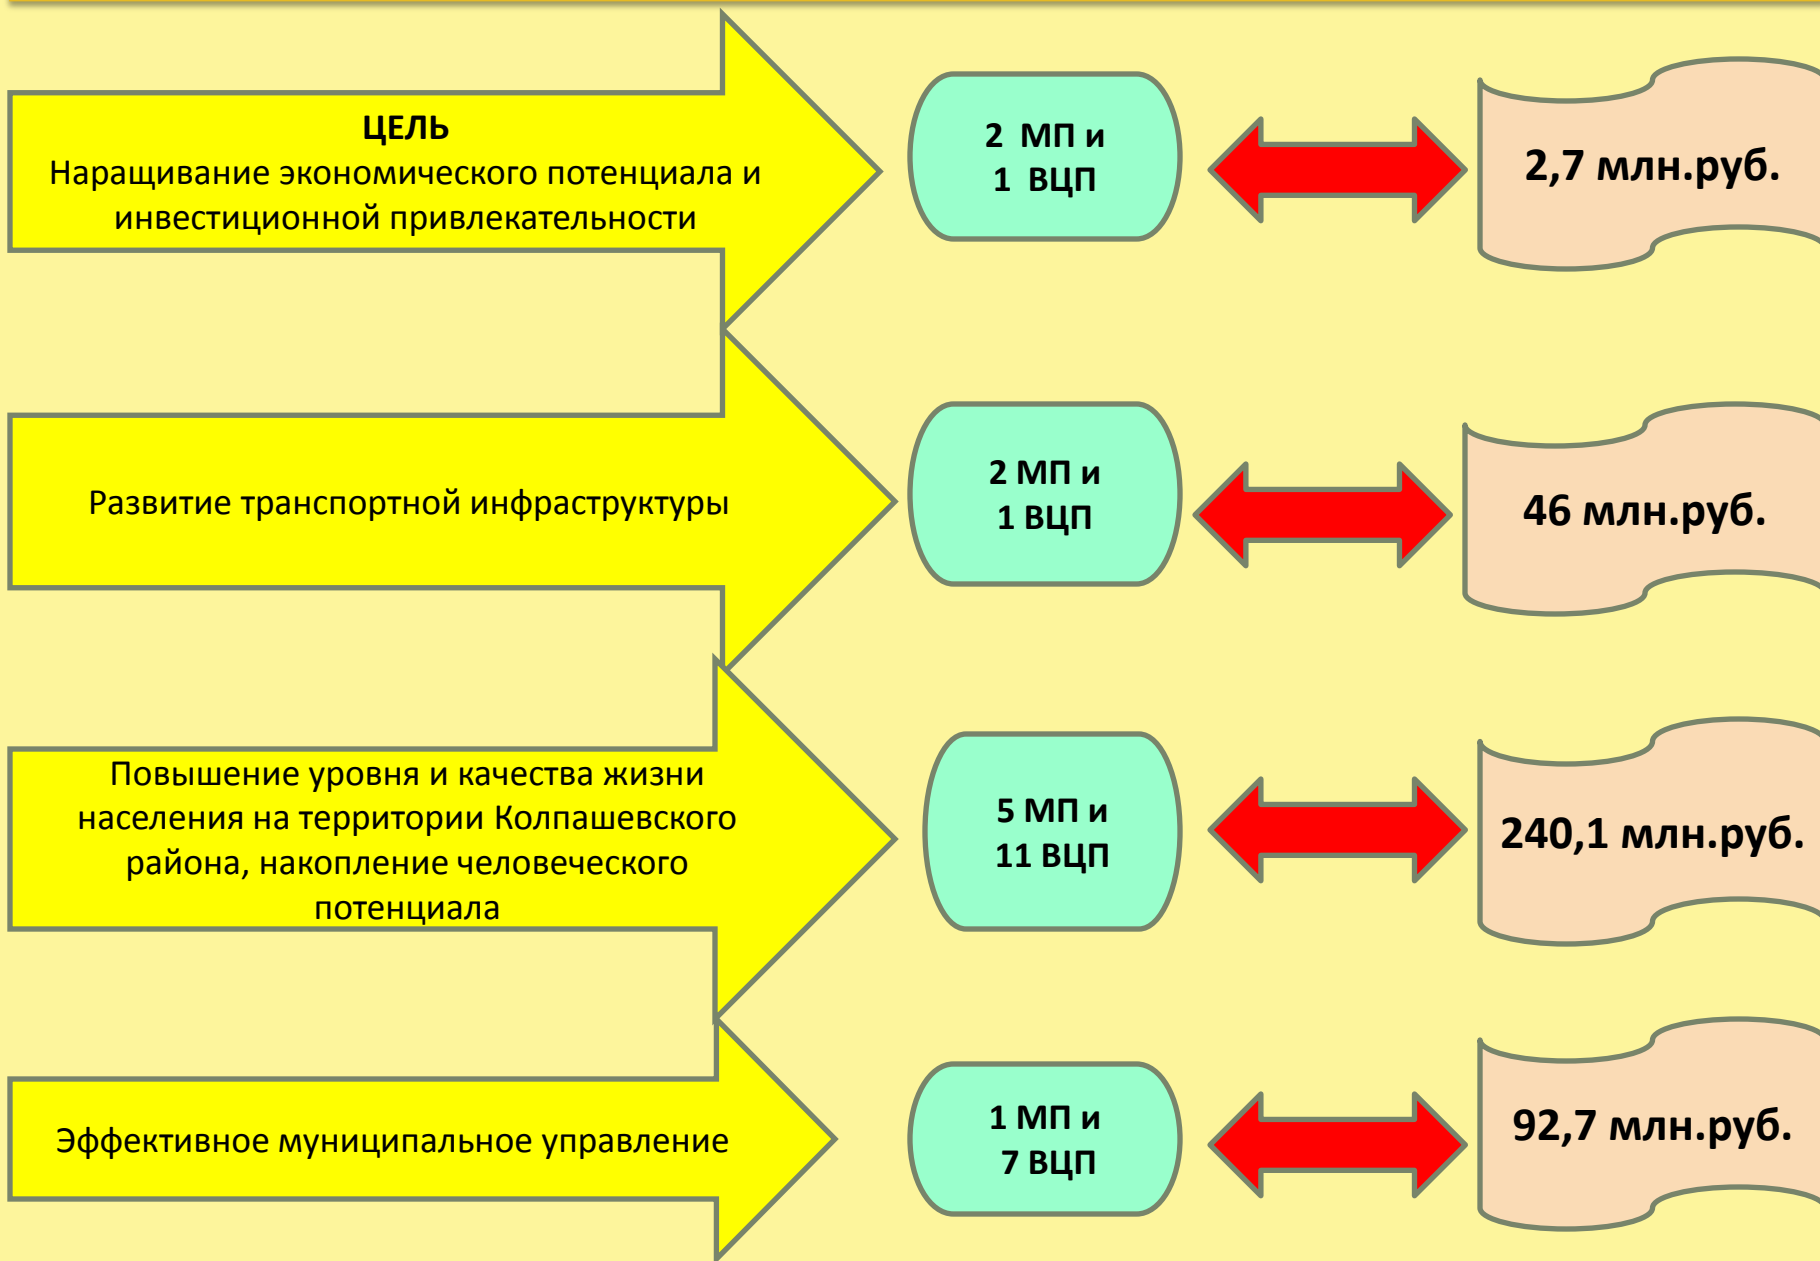 ЦЕЛЬ
Наращивание экономического потенциала и
инвестиционной привлекательности
2 МП и
1 ВЦП
2,7 млн.руб.
Развитие транспортной инфраструктуры
2 МП и
1 ВЦП
46 млн.руб.
Повышение уровня и качества жизни
населения на территории Колпашевского
района, накопление человеческого
потенциала
5 МП и
11 ВЦП
240,1 млн.руб.
Эффективное муниципальное управление
1 МП и
7 ВЦП
92,7 млн.руб.